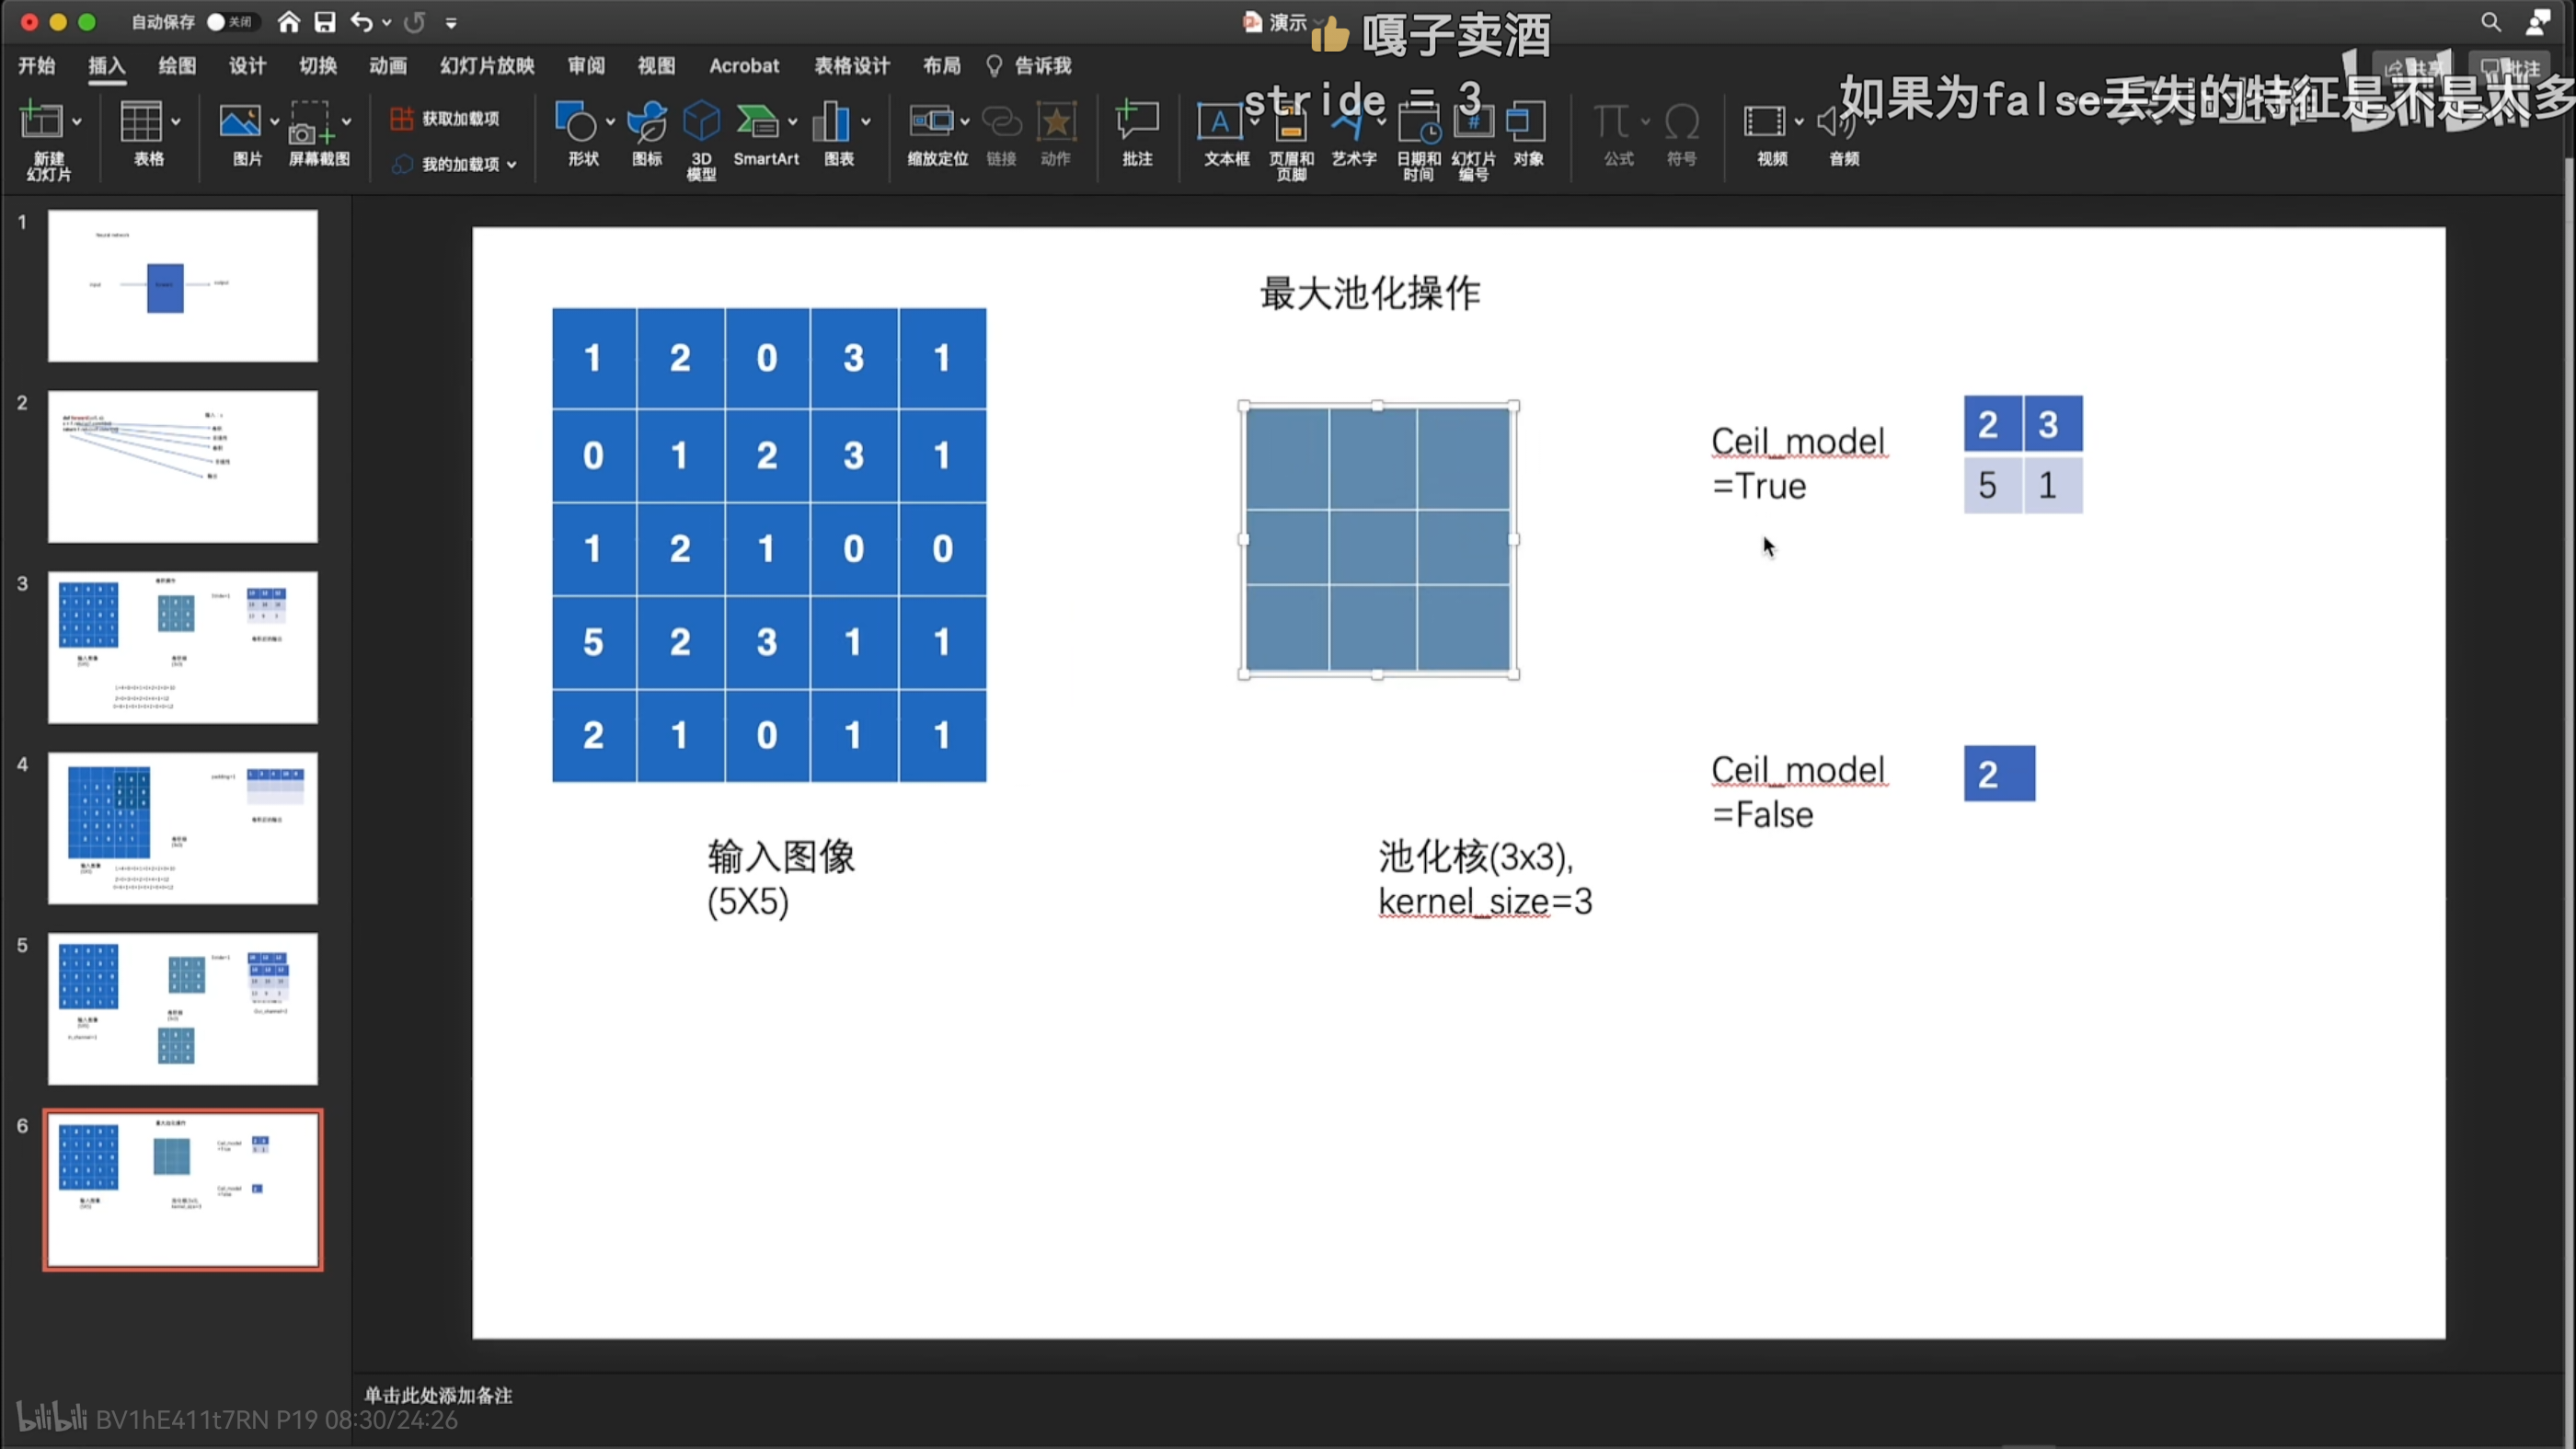 自动保存 关闭
演示
嘎子卖酒
开始 插入 绘图 设计 切换 动画 幻灯片放映 审阅 视图 Acrobat 表格设计 布局 告诉我
共享 批注
stride = 3
如果为false丢失的特征是不是太多
新建
幻灯片
表格
图片
屏幕截图
获取加载项
我的加载项
形状
图标
3D
模型
SmartArt
图表
缩放定位
链接
动作
批注
文本框
页眉和
页脚
艺术字
日期和
时间
幻灯片
编号
对象
公式
符号
视频
音频
1
2
3
4
5
6
最大池化操作
1 2 0 3 1
0 1 2 3 1
1 2 1 0 0
5 2 3 1 1
2 1 0 1 1
输入图像
(5X5)
池化核(3x3),
kernel_size=3
Ceil_model
=True
2 3
5 1
Ceil_model
=False
2
单击此处添加备注
bilibili BV1hE411t7RN P19 08:30/24:26